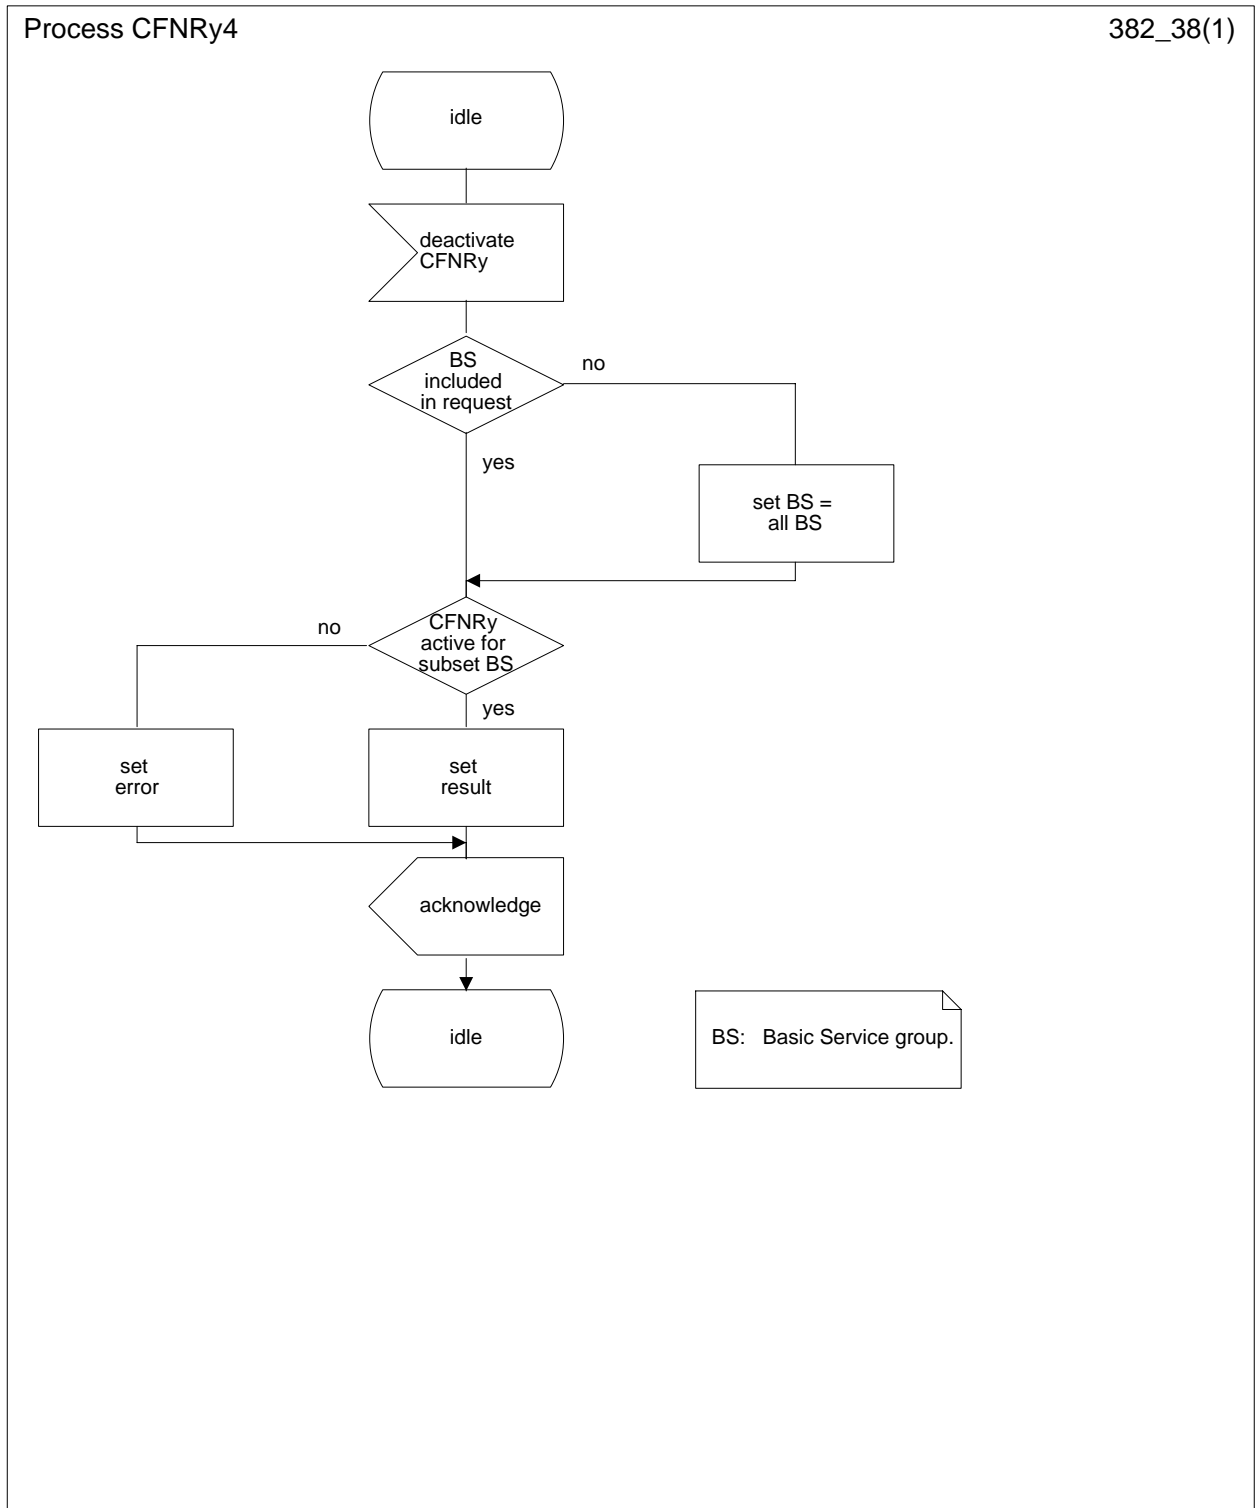 Process CFNRy4
382_38(1)
idle
deactivate
CFNRy
BS
included
in request
no
yes
set BS =
all BS
CFNRy
active for
subset BS
no
yes
set
error
set
result
acknowledge
idle
BS: Basic Service group.